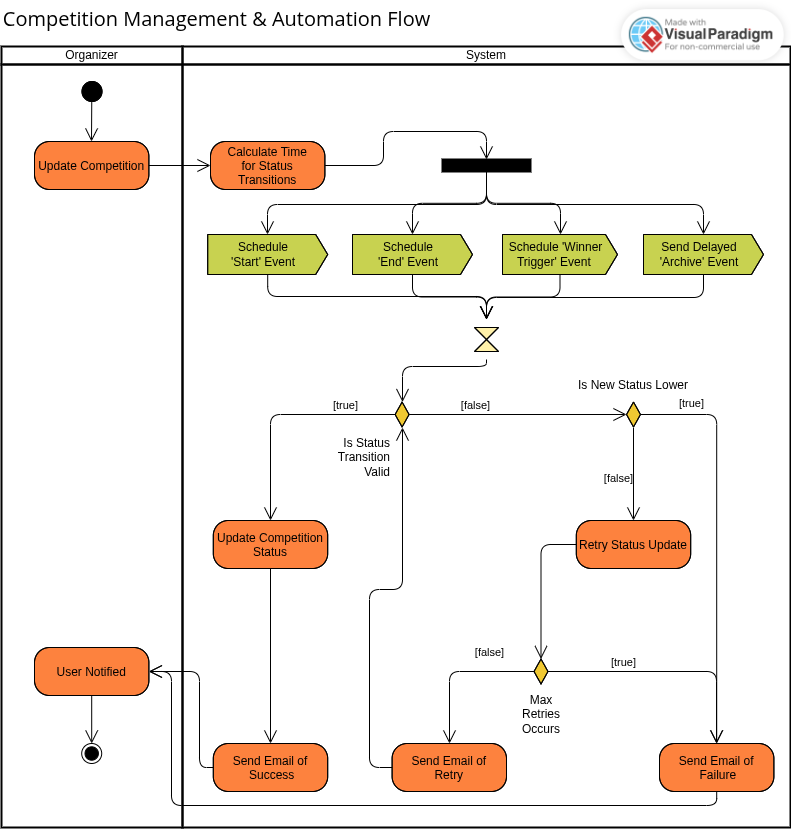 Competition Management & Automation Flow
Made with
VisualParadigm
For non-commercial use
Organizer
System
Update Competition
Calculate Time
for Status
Transitions
Schedule
'Start' Event
Schedule
'End' Event
Schedule 'Winner
Trigger' Event
Send Delayed
'Archive' Event
Is New Status Lower
[true]
[false]
[true]
Is Status
Transition
Valid
[false]
Update Competition
Status
Retry Status Update
User Notified
[false]
[true]
Max
Retries
Occurs
Send Email of
Success
Send Email of
Retry
Send Email of
Failure